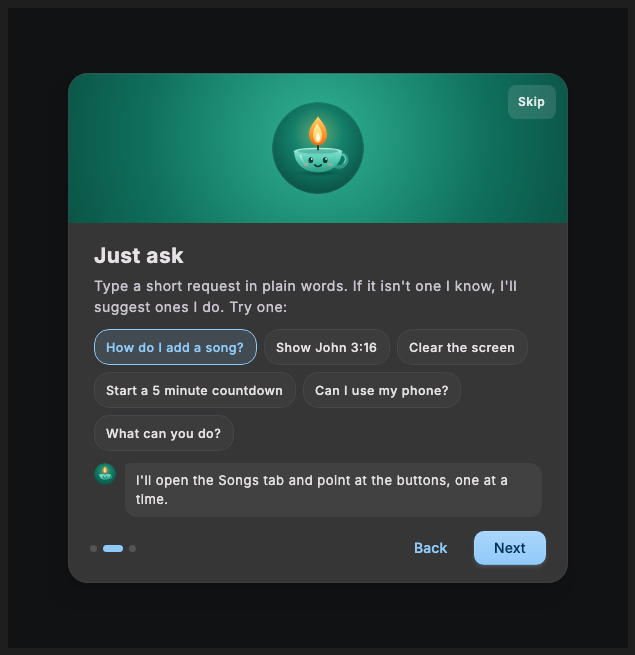 Skip
Just ask
Type a short request in plain words. If it isn't one I know, I'll
suggest ones I do. Try one:
How do I add a song?
Show John 3:16
Clear the screen
Start a 5 minute countdown
Can I use my phone?
What can you do?
I'll open the Songs tab and point at the buttons, one at a
time.
Back
Next